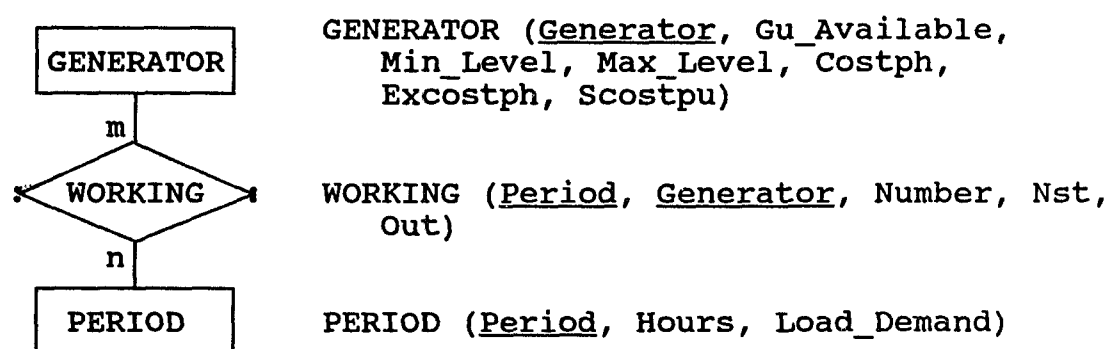 GENERATOR
m
WORKING
n
PERIOD
GENERATOR (Generator, Gu_Available,
Min_Level, Max_Level, Costph,
Excostph, Scostpu)
WORKING (Period, Generator, Number, Nst,
Out)
PERIOD (Period, Hours, Load_Demand)